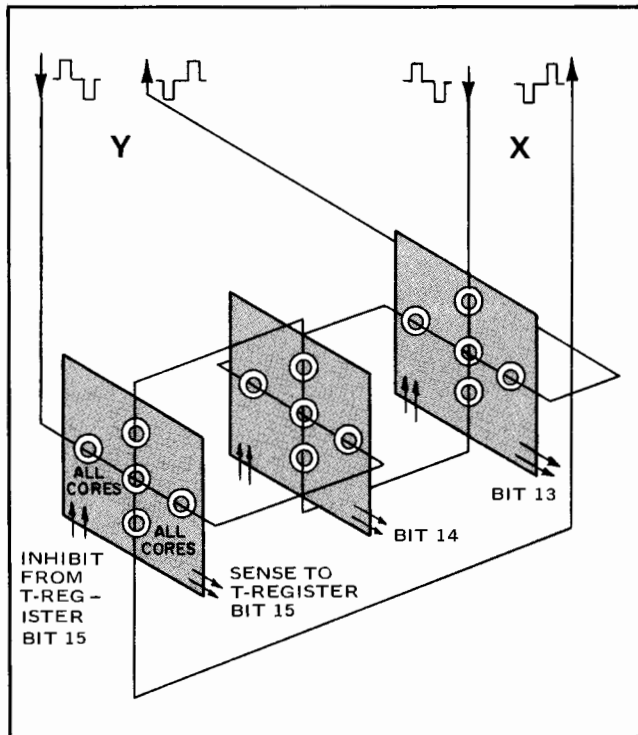 Y
X
ALL
CORES
ALL
CORES
INHIBIT
FROM
T-REG-
ISTER
BIT 15
SENSE TO
T-REGISTER
BIT 15
BIT 14
BIT 13